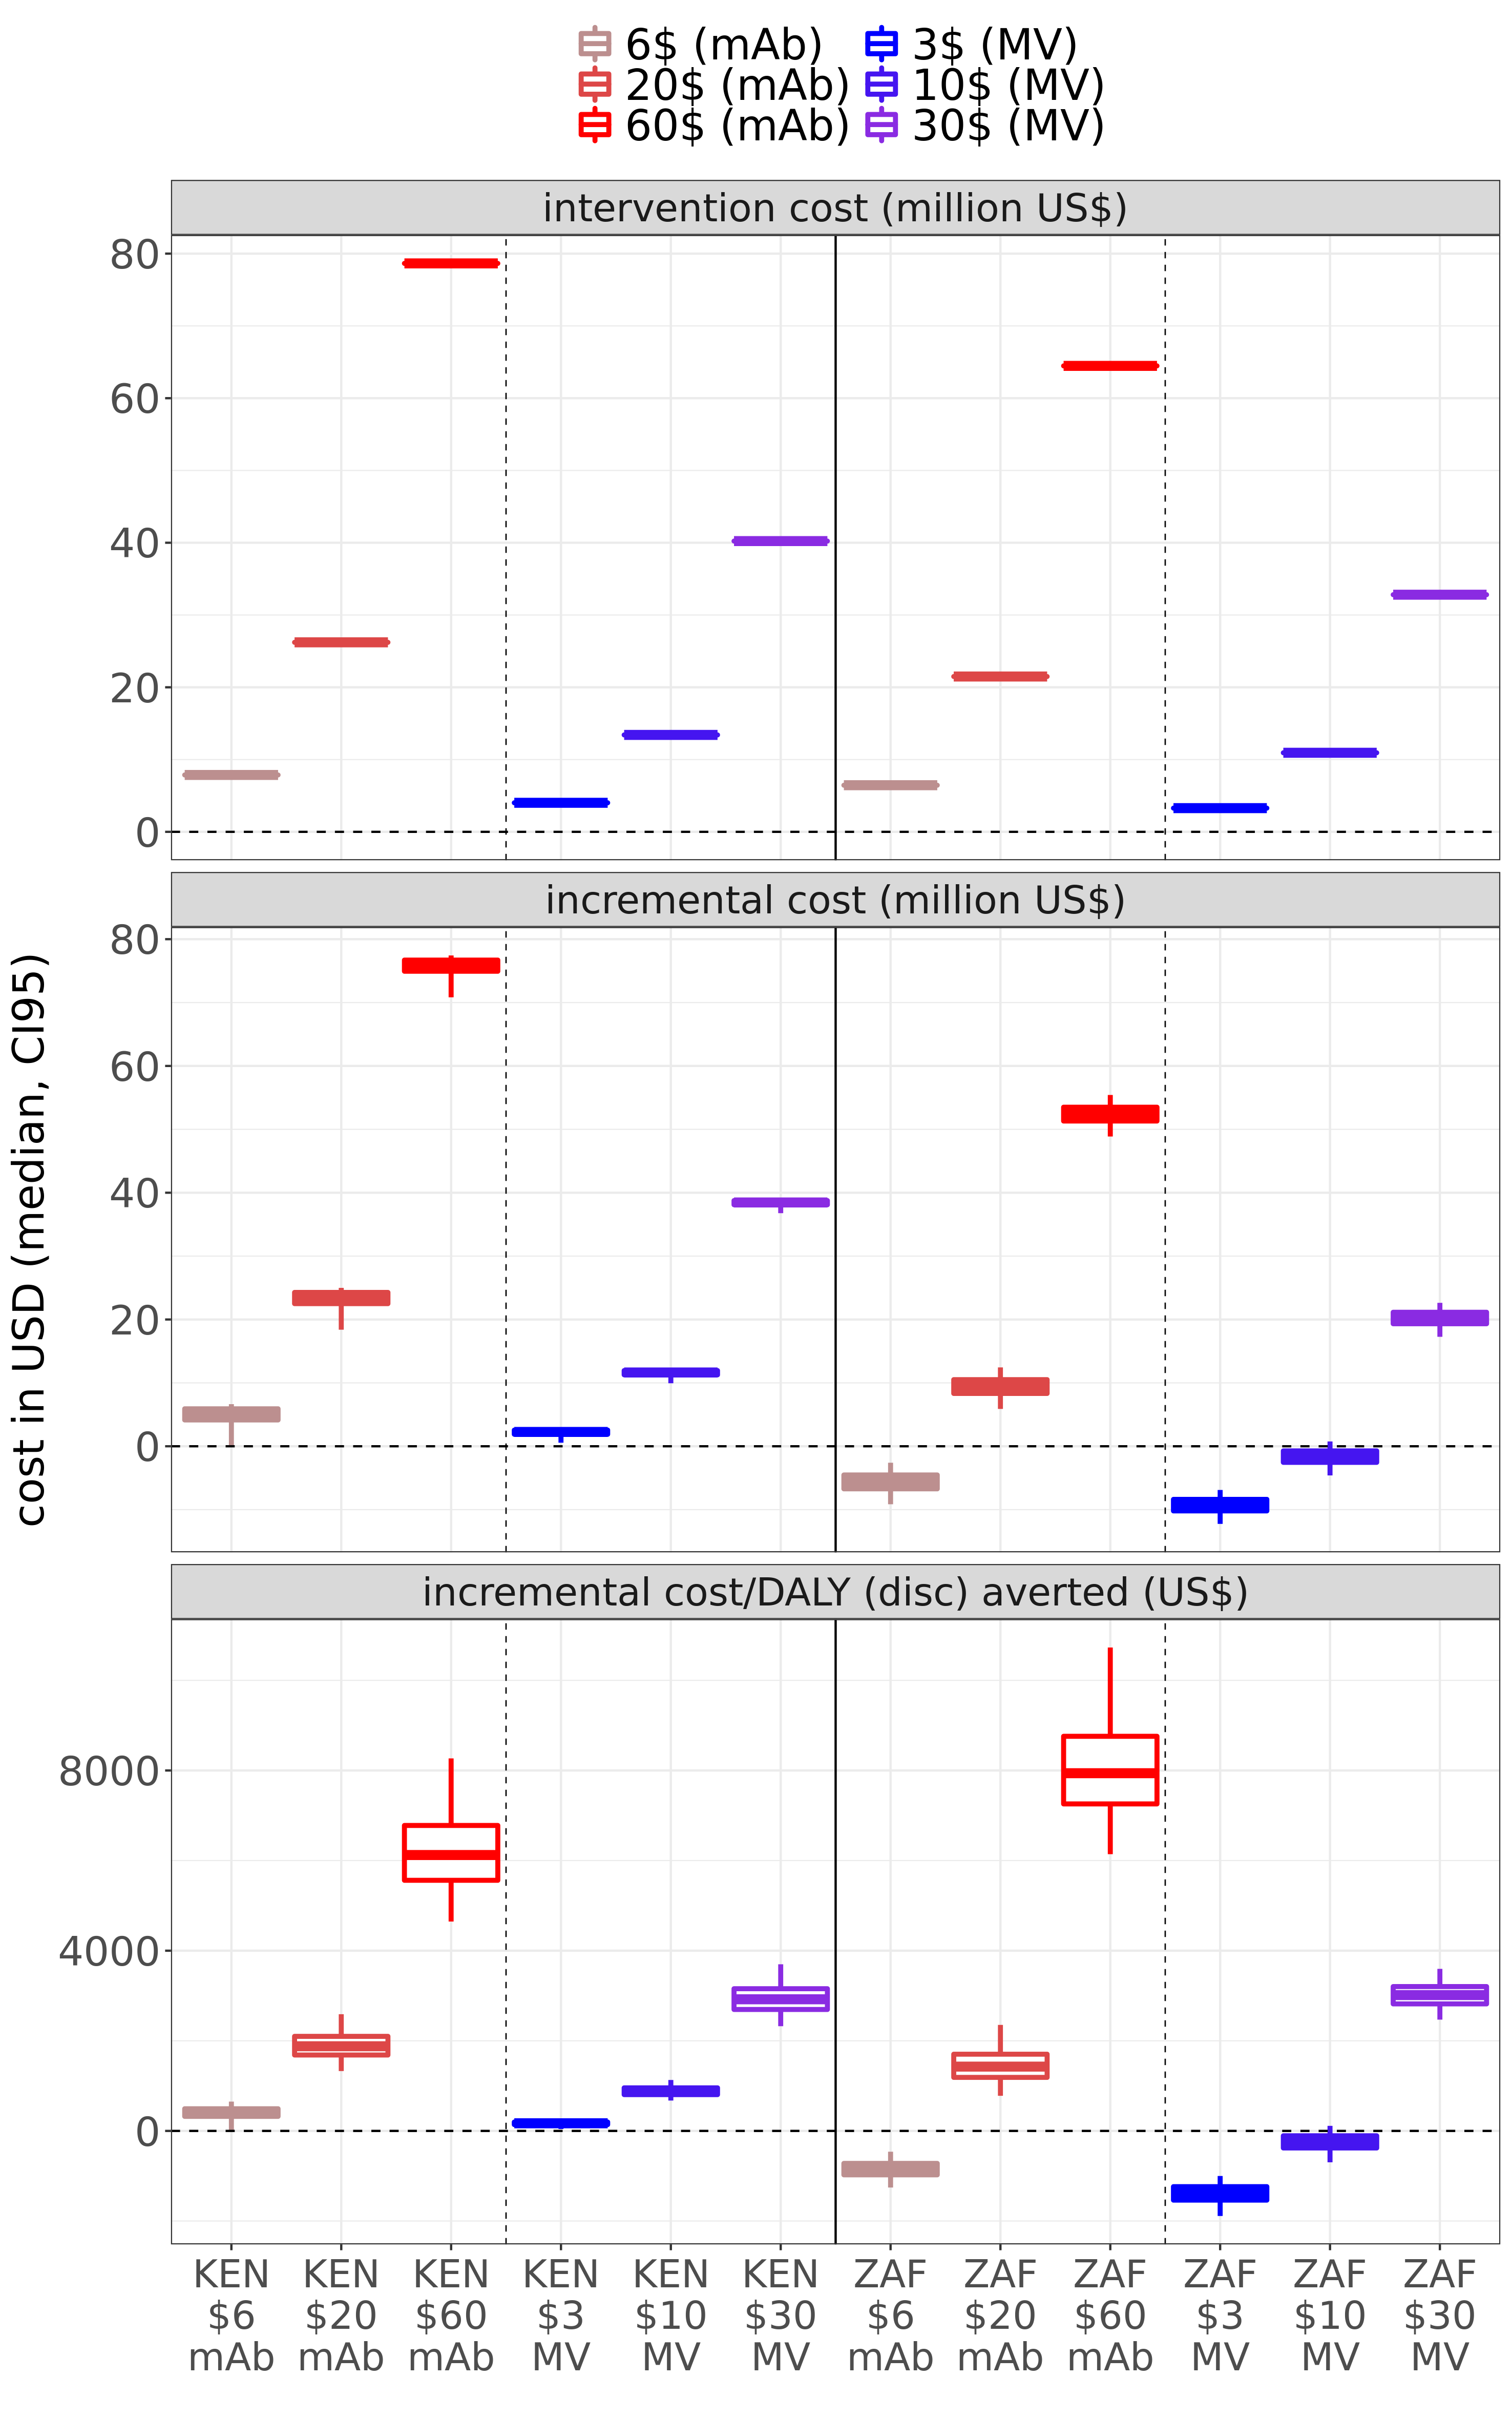 6$ (mAb) 3$ (MV)
20$ (mAb) 10$ (MV)
60$ (mAb) 30$ (MV)
intervention cost (million US$)
80
60
40
20
0
incremental cost (million US$)
80
60
40
20
0
incremental cost/DALY (disc) averted (US$)
8000
4000
0
cost in USD (median, CI95)
KEN KEN KEN KEN KEN KEN ZAF ZAF ZAF ZAF ZAF ZAF
$6 $20 $60 $3 $10 $30 $6 $20 $60 $3 $10 $30
mAb mAb mAb MV MV MV mAb mAb mAb MV MV MV